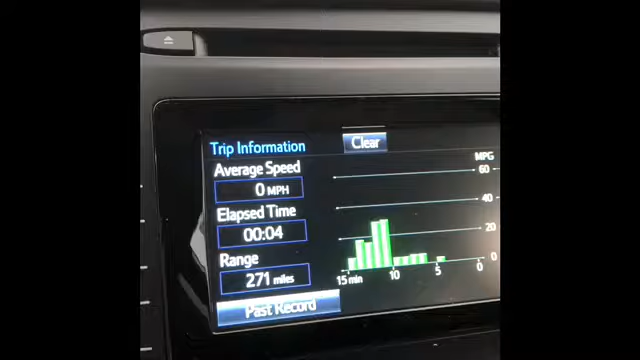 Trip Information
Clear
Average Speed
0 MPH
Elapsed Time
00:04
Range
271 miles
Past Record
MPG
60
40
20
0
15 min
10
5
0